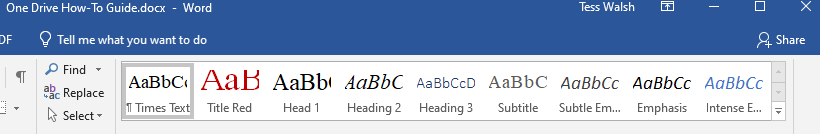 One Drive How-To Guide.docx - Word Tess Walsh
DF Tell me what you want to do Share
¶ Find AaBbCc AaB AaBbC AaBbC AaBbCcD AaBbC AaBbCc AaBbCc AaBbCc
abac Replace
Select ¶ Times Text Title Red Head 1 Heading 2 Heading 3 Subtitle Subtle Em... Emphasis Intense E...